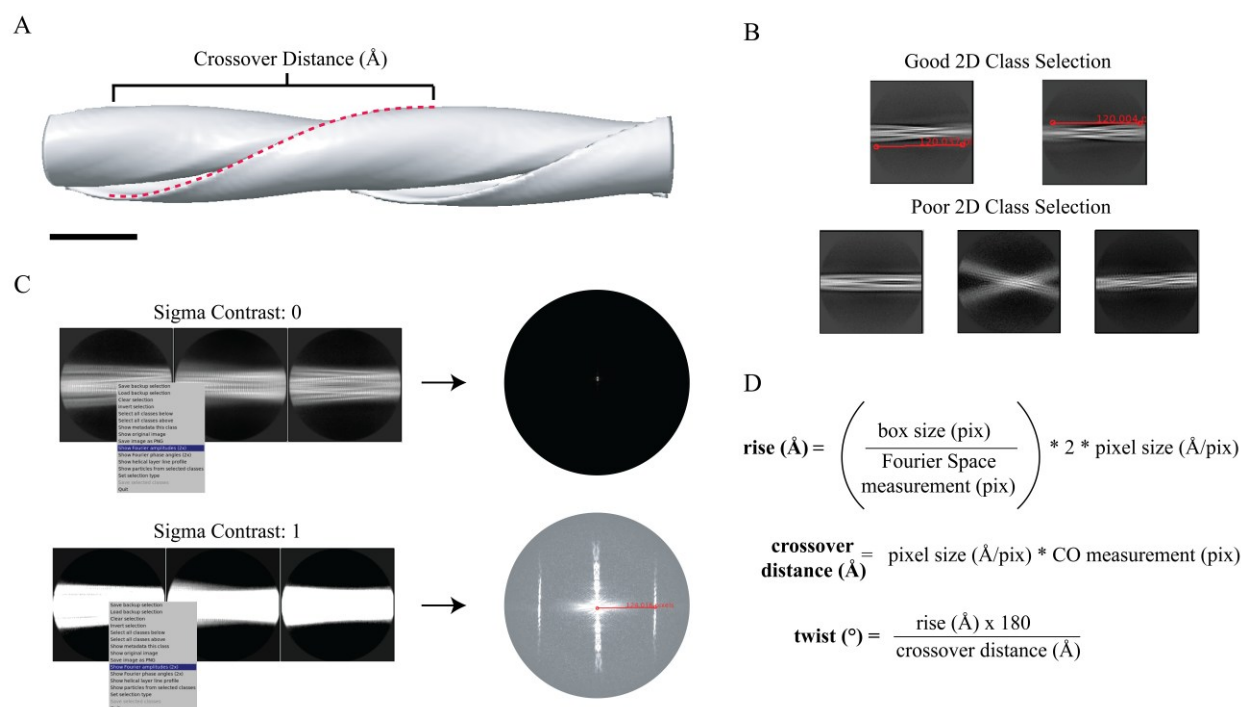 A
Crossover Distance (Å)
B
Good 2D Class Selection
120.004
Poor 2D Class Selection
C
Sigma Contrast: 0
Save backup selection
Load backup selection
Clear selection
Invert selection
Select all classes below
Select all classes above
Show metadata this class
Show original image
Save image as PNG
Show Fourier amplitudes (2x)
Show Fourier phase angles (2x)
Show helical layer line profile
Show particles from selected classes
Set selection type
Save selected classes
Quit
Sigma Contrast: 1
Save backup selection
Load backup selection
Clear selection
Invert selection
Select all classes below
Select all classes above
Show metadata this class
Show original image
Save image as PNG
Show Fourier amplitudes (2x)
Show Fourier phase angles (2x)
Show helical layer line profile
Show particles from selected classes
Set selection type
Save selected classes
D
rise (Å) = box size (pix) * 2 * pixel size (Å/pix)
Fourier Space
measurement (pix)
crossover
distance (Å) = pixel size (Å/pix) * CO measurement (pix)
twist (°) = rise (Å) x 180
crossover distance (Å)